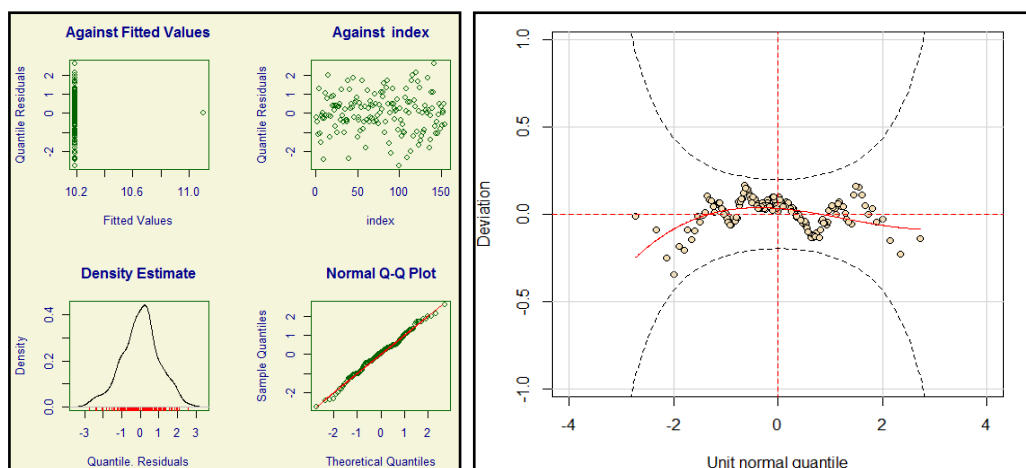 Against Fitted Values
Quantile Residuals
2
0
-2
10.2
10.6
11.0
Fitted Values
Against index
Quantile Residuals
2
0
-2
0
50
100
150
index
Density Estimate
Density
0.4
0.2
0.0
-3
-1
0
1
2
3
Quantile. Residuals
Normal Q-Q Plot
Sample Quantiles
2
1
0
-2
-2
-1
0
1
2
Theoretical Quantiles
Deviation
1.0
0.5
0.0
-0.5
-1.0
-4
-2
0
2
4
Unit normal quantile